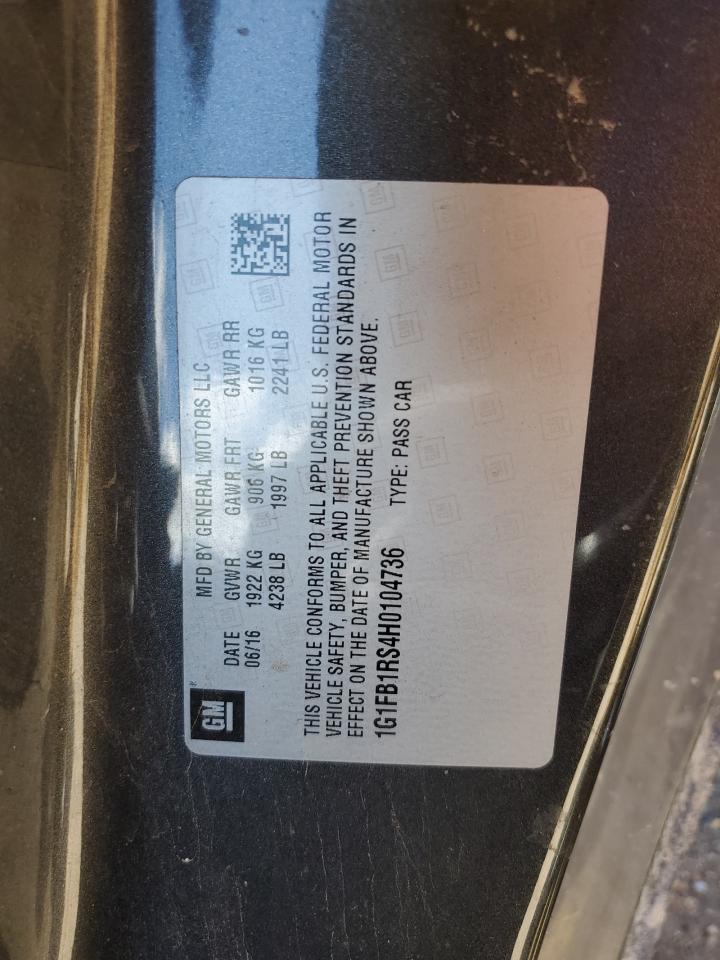 GM
MFD BY GENERAL MOTORS LLC
DATE GVWR GAWR FRT GAWR RR
06/16 1922 KG 906 KG 1016 KG
4238 LB 1997 LB 2241 LB
THIS VEHICLE CONFORMS TO ALL APPLICABLE U.S. FEDERAL MOTOR
VEHICLE SAFETY, BUMPER, AND THEFT PREVENTION STANDARDS IN
EFFECT ON THE DATE OF MANUFACTURE SHOWN ABOVE.
1G1FB1RS4H0104736 TYPE: PASS CAR